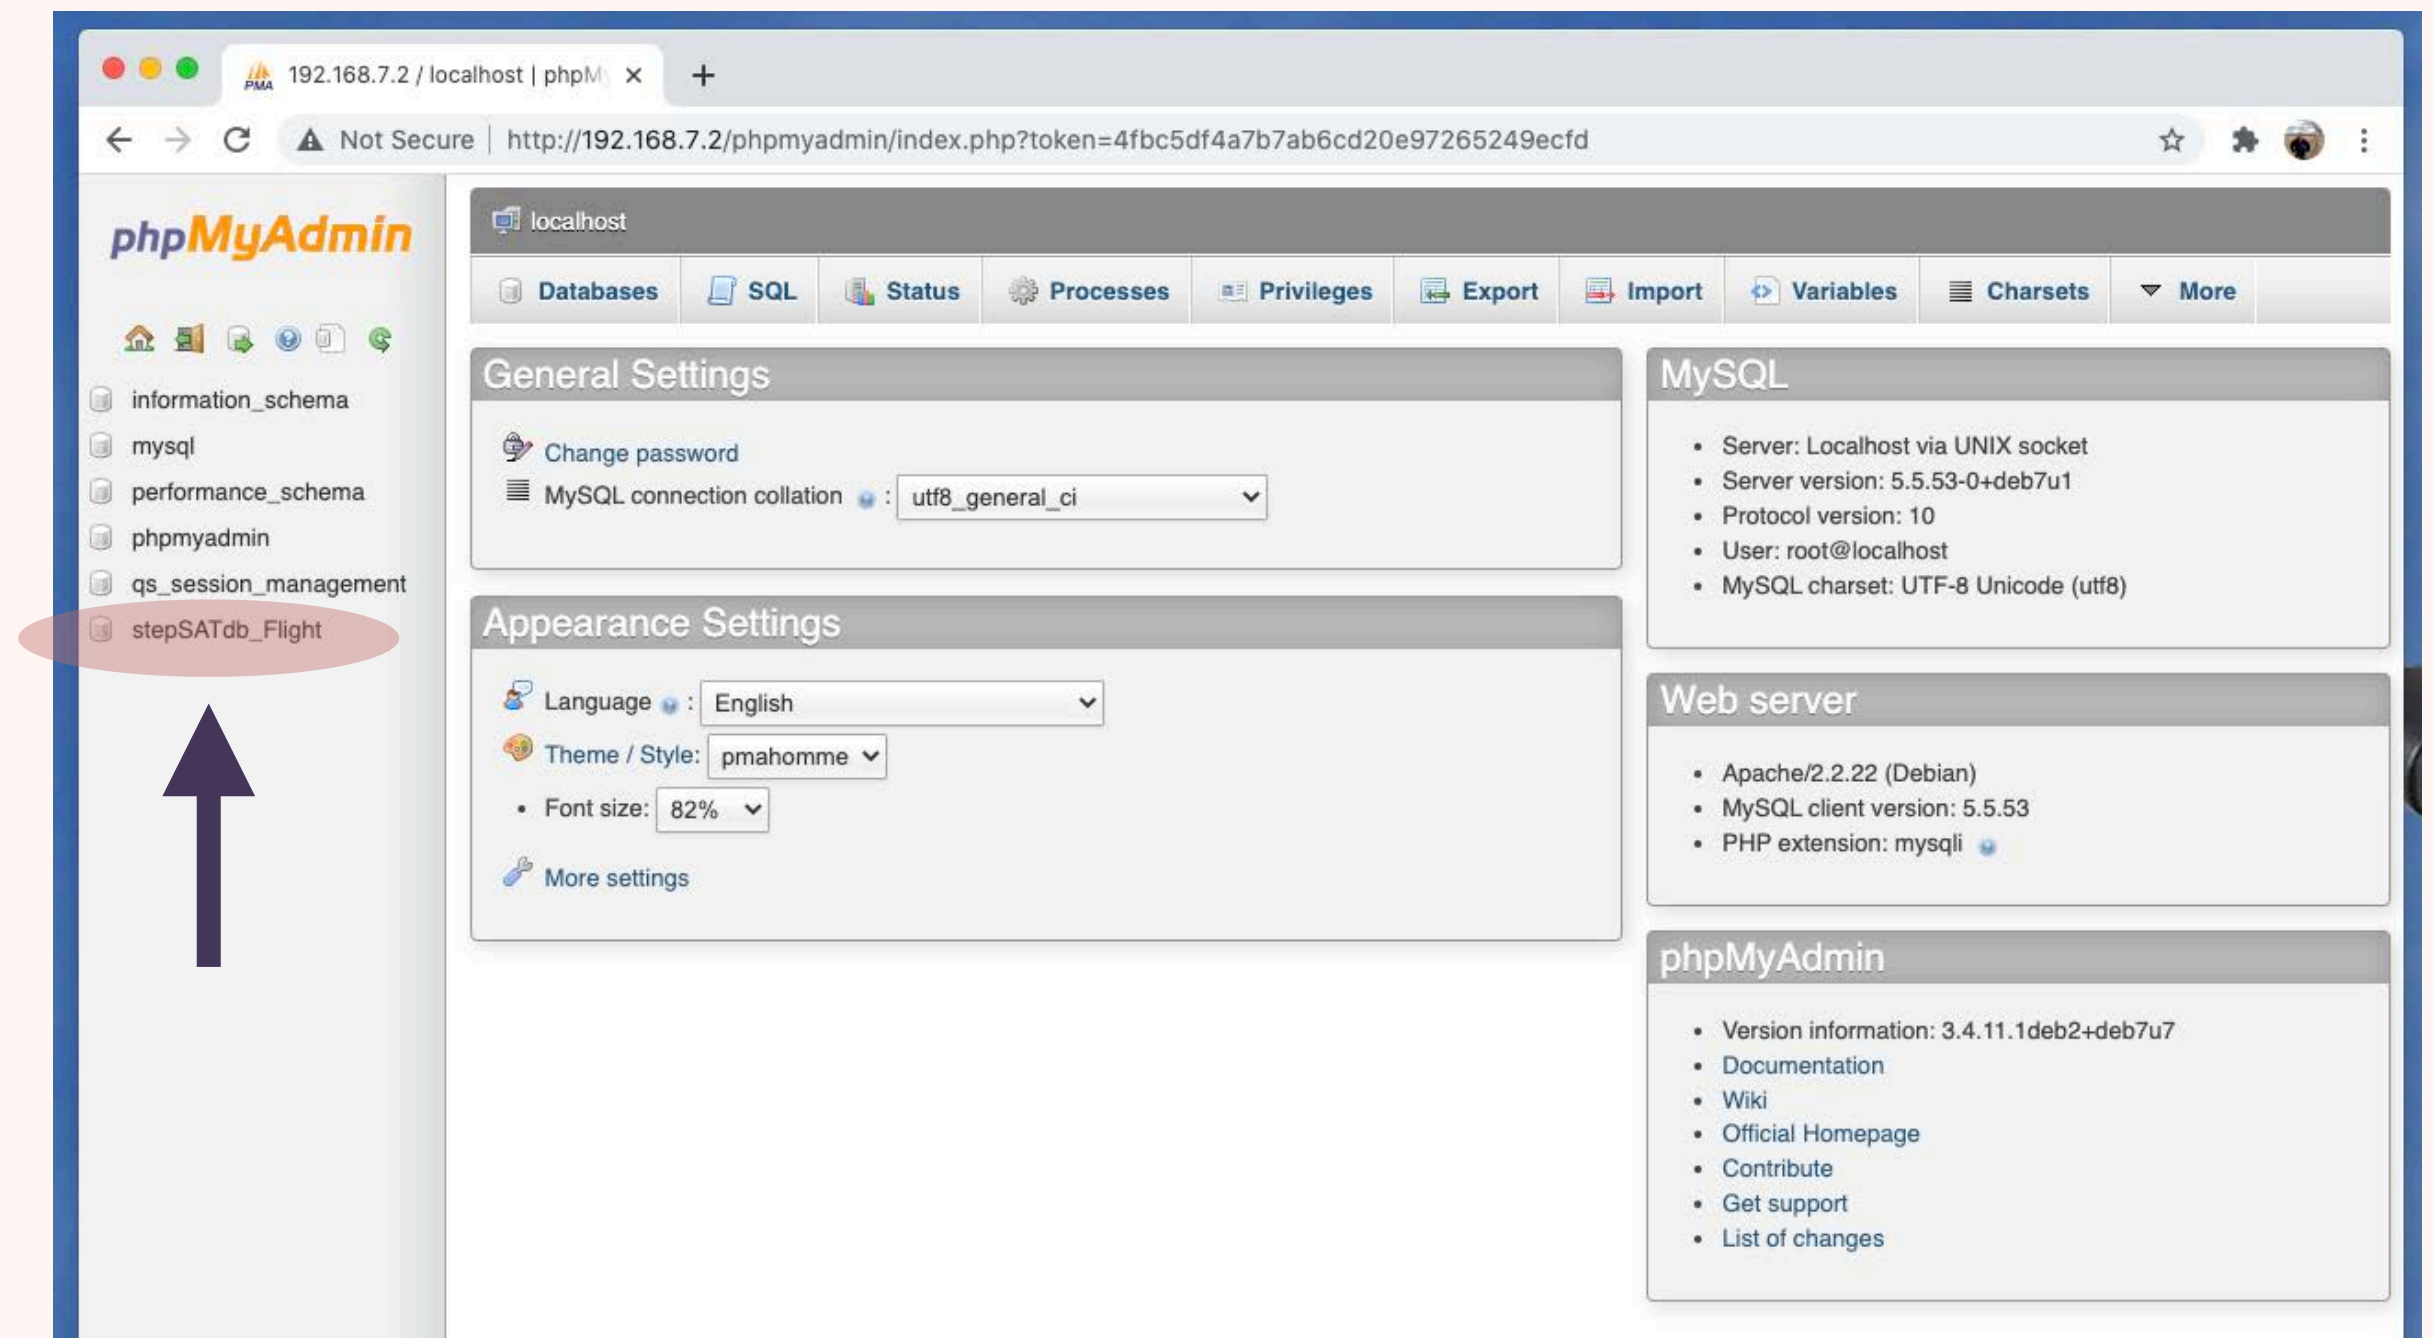 192.168.7.2 / localhost | phpM
Not Secure | http://192.168.7.2/phpmyadmin/index.php?token=4fbc5df4a7b7ab6cd20e97265249ecfd
phpMyAdmin
information_schema
mysql
performance_schema
phpmyadmin
qs_session_management
stepSATdb_Flight
localhost
Databases SQL Status Processes Privileges Export Import Variables Charsets More
General Settings
Change password
MySQL connection collation : utf8_general_ci
Appearance Settings
Language : English
Theme / Style: pmahomme
• Font size: 82%
More settings
MySQL
• Server: Localhost via UNIX socket
• Server version: 5.5.53-0+deb7u1
• Protocol version: 10
• User: root@localhost
• MySQL charset: UTF-8 Unicode (utf8)
Web server
• Apache/2.2.22 (Debian)
• MySQL client version: 5.5.53
• PHP extension: mysqli
phpMyAdmin
• Version information: 3.4.11.1deb2+deb7u7
• Documentation
• Wiki
• Official Homepage
• Contribute
• Get support
• List of changes